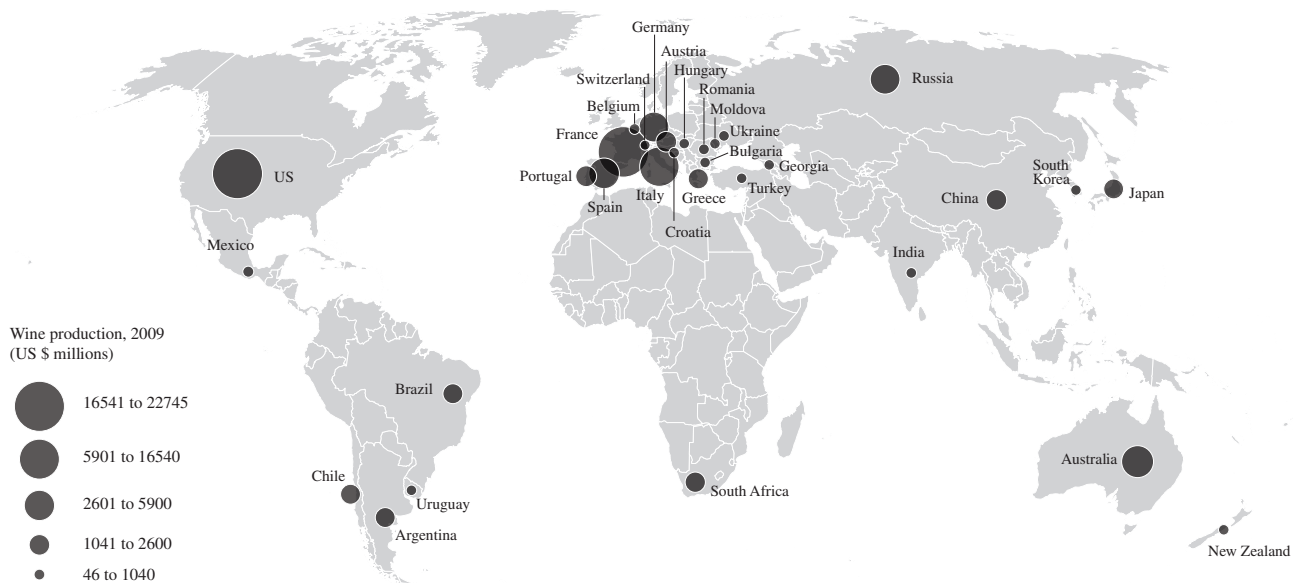 Germany
Austria
Hungary
Switzerland
Romania
Belgium
Moldova
France
Ukraine
Bulgaria
Georgia
Portugal
Turkey
Spain
Italy
Greece
Croatia
Russia
US
Mexico
South
Korea
Japan
China
India
Wine production, 2009
(US $ millions)
16541 to 22745
5901 to 16540
2601 to 5900
1041 to 2600
46 to 1040
Brazil
Chile
Uruguay
Argentina
South Africa
Australia
New Zealand